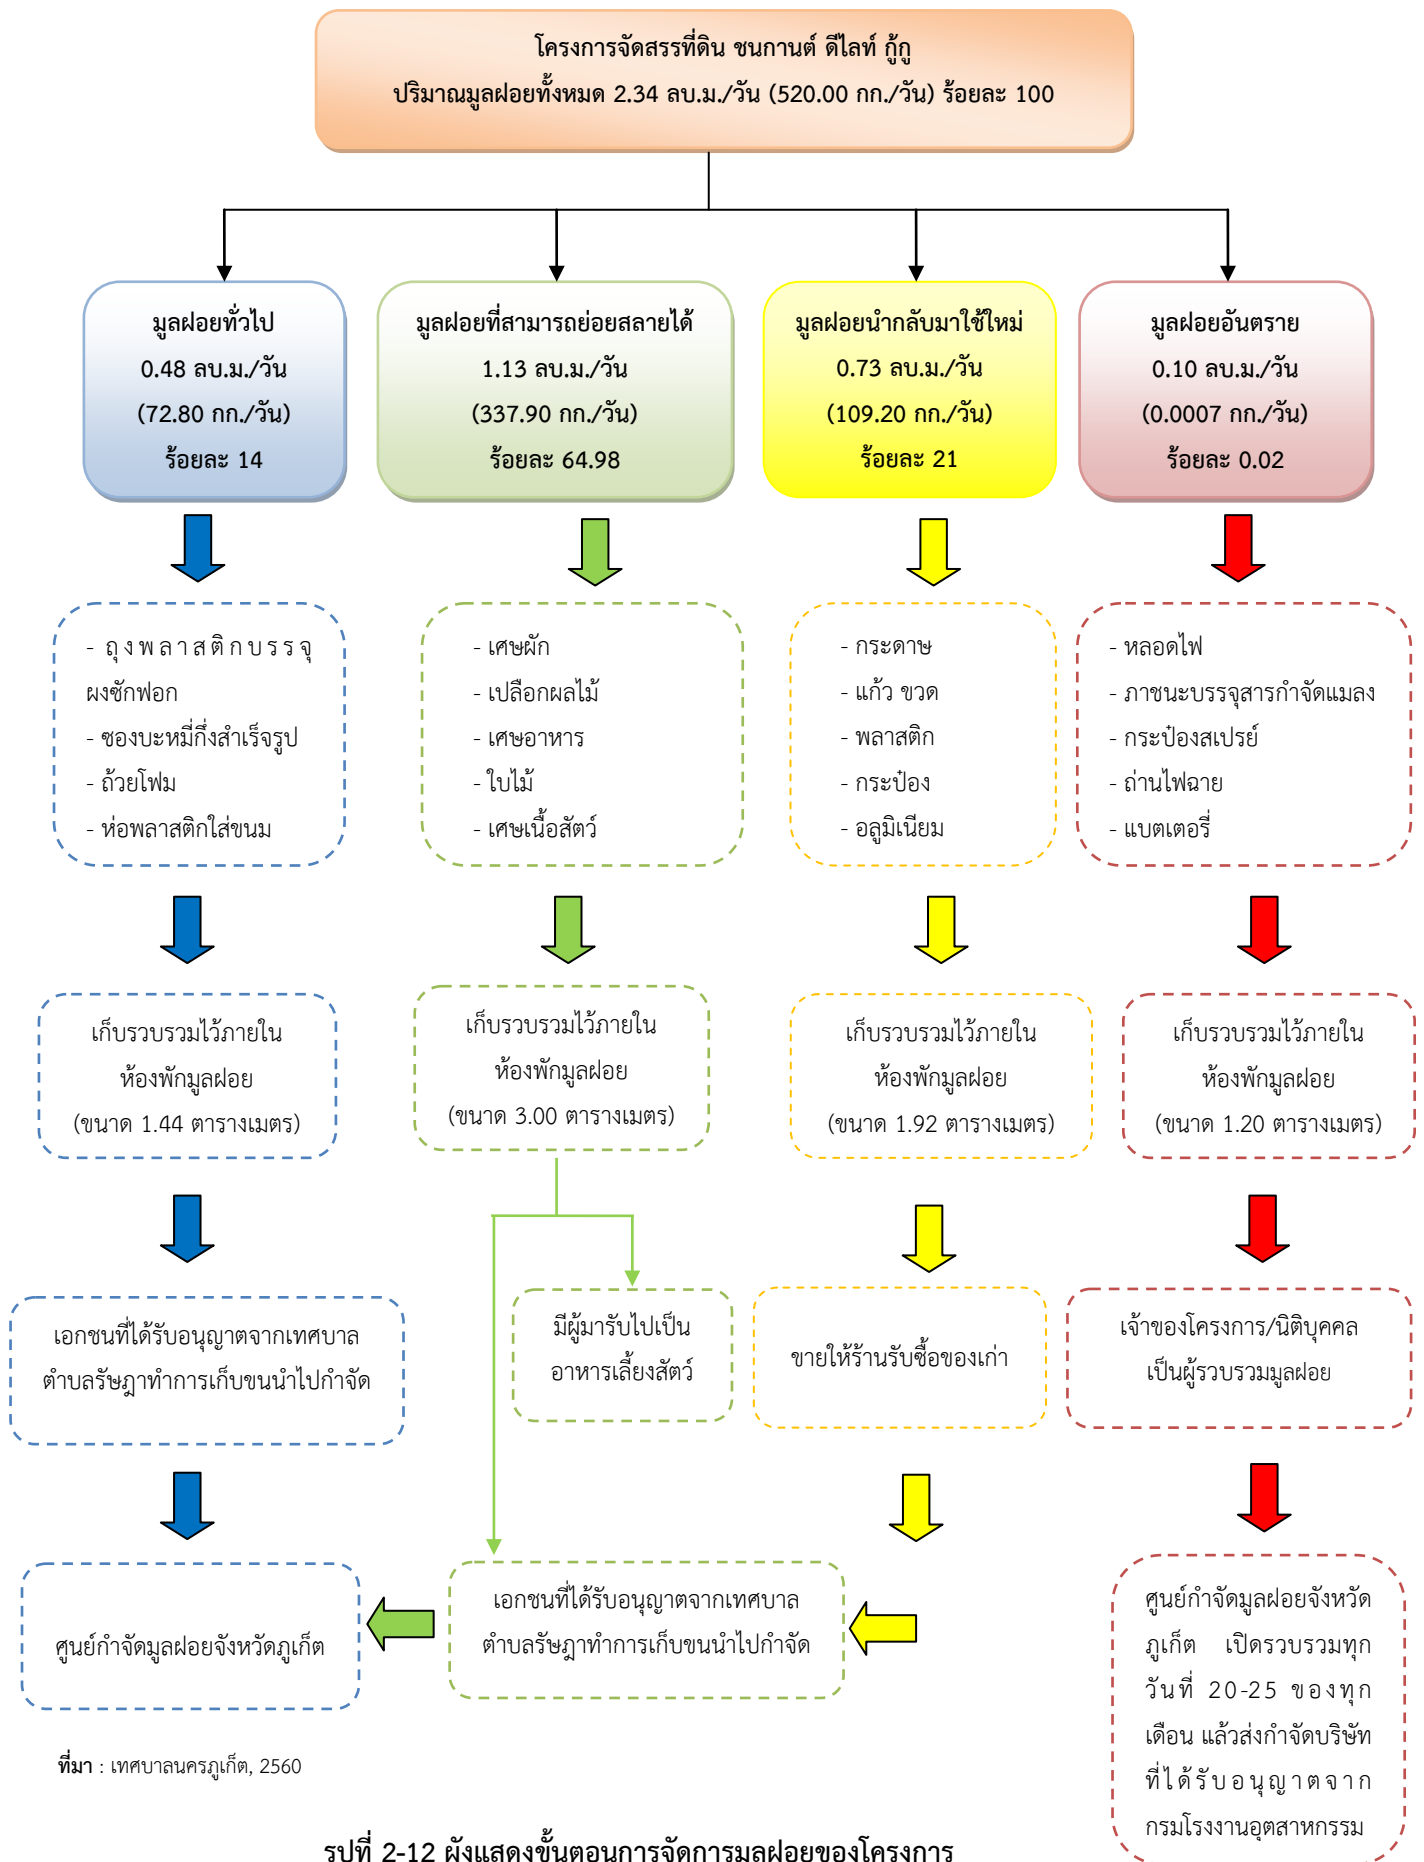 โครงการจัดสรรที่ดิน ชนกานต์ ดีไลท์ กู้กู
ปริมาณมูลฝอยทั้งหมด 2.34 ลบ.ม./วัน (520.00 กก./วัน) ร้อยละ 100
มูลฝอยทั่วไป
0.48 ลบ.ม./วัน
(72.80 กก./วัน)
ร้อยละ 14
มูลฝอยที่สามารถย่อยสลายได้
1.13 ลบ.ม./วัน
(337.90 กก./วัน)
ร้อยละ 64.98
มูลฝอยนำกลับมาใช้ใหม่
0.73 ลบ.ม./วัน
(109.20 กก./วัน)
ร้อยละ 21
มูลฝอยอันตราย
0.10 ลบ.ม./วัน
(0.0007 กก./วัน)
ร้อยละ 0.02
- ถุงพลาสติกบรรจุ
ผงซักฟอก
- ซองบะหมี่กึ่งสำเร็จรูป
- ถ้วยโฟม
- ห่อพลาสติกใส่ขนม
- เศษผัก
- เปลือกผลไม้
- เศษอาหาร
- ใบไม้
- เศษเนื้อสัตว์
- กระดาษ
- แก้ว ขวด
- พลาสติก
- กระป๋อง
- อลูมิเนียม
- หลอดไฟ
- ภาชนะบรรจุสารกำจัดแมลง
- กระป๋องสเปรย์
- ถ่านไฟฉาย
- แบตเตอรี่
เก็บรวบรวมไว้ภายใน
ห้องพักมูลฝอย
(ขนาด 1.44 ตารางเมตร)
เก็บรวบรวมไว้ภายใน
ห้องพักมูลฝอย
(ขนาด 3.00 ตารางเมตร)
เก็บรวบรวมไว้ภายใน
ห้องพักมูลฝอย
(ขนาด 1.92 ตารางเมตร)
เก็บรวบรวมไว้ภายใน
ห้องพักมูลฝอย
(ขนาด 1.20 ตารางเมตร)
เอกชนที่ได้รับอนุญาตจากเทศบาล
ตำบลรัษฎาทำการเก็บขนนำไปกำจัด
มีผู้มารับไปเป็น
อาหารเลี้ยงสัตว์
ขายให้ร้านรับซื้อของเก่า
เจ้าของโครงการ/นิติบุคคล
เป็นผู้รวบรวมมูลฝอย
ศูนย์กำจัดมูลฝอยจังหวัดภูเก็ต
เอกชนที่ได้รับอนุญาตจากเทศบาล
ตำบลรัษฎาทำการเก็บขนนำไปกำจัด
ศูนย์กำจัดมูลฝอยจังหวัด
ภูเก็ต เปิดรวบรวมทุก
วันที่ 20-25 ของทุก
เดือน แล้วส่งกำจัดบริษัท
ที่ได้รับอนุญาตจาก
กรมโรงงานอุตสาหกรรม
ที่มา : เทศบาลนครภูเก็ต, 2560
รูปที่ 2-12 ผังแสดงขั้นตอนการจัดการมูลฝอยของโครงการ